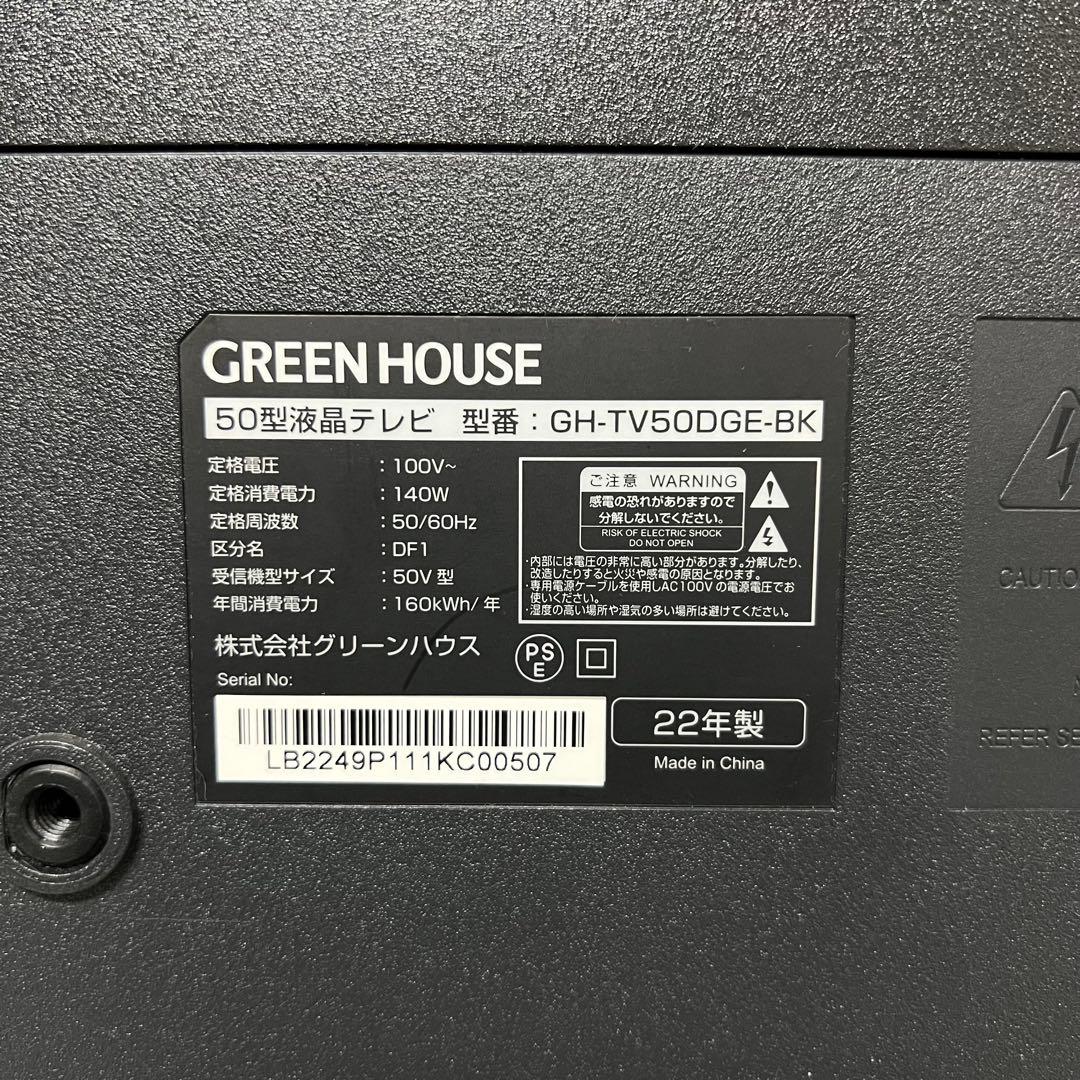 GREEN HOUSE
50型液晶テレビ 型番：GH-TV50DGE-BK
定格電圧 ：100V~
定格消費電力 ：140W
定格周波数 ：50/60Hz
区分名 ：DF1
受信機型サイズ ：50V 型
年間消費電力 ：160kWh/ 年
ご注意 WARNING
感電の恐れがありますので
分解しないでください。
RISK OF ELECTRIC SHOCK
DO NOT OPEN
・内部には電圧の非常に高い部分があります。分解したり、
改造したりすると火災や感電の原因となります。
・専用電源ケーブルを使用しAC100Vの電源電圧でお
使いください。
・湿度の高い場所や湿気の多い場所は避けてください。
株式会社グリーンハウス
PS
E
Serial No:
LB2249P111KC00507
22年製
Made in China
CAUTIO
REFER SE